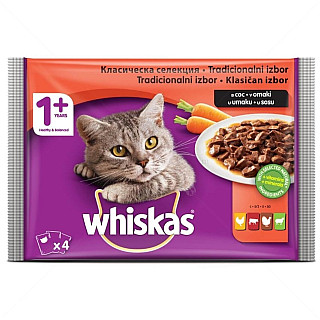 Класическа селекция • Tradicionalni izbor
Tradicionalni izbor • Klasičan izbor
в сос • v omaki
u umaku • u sosu
1+
YEARS
Healthy & Balanced
whiskas
x4